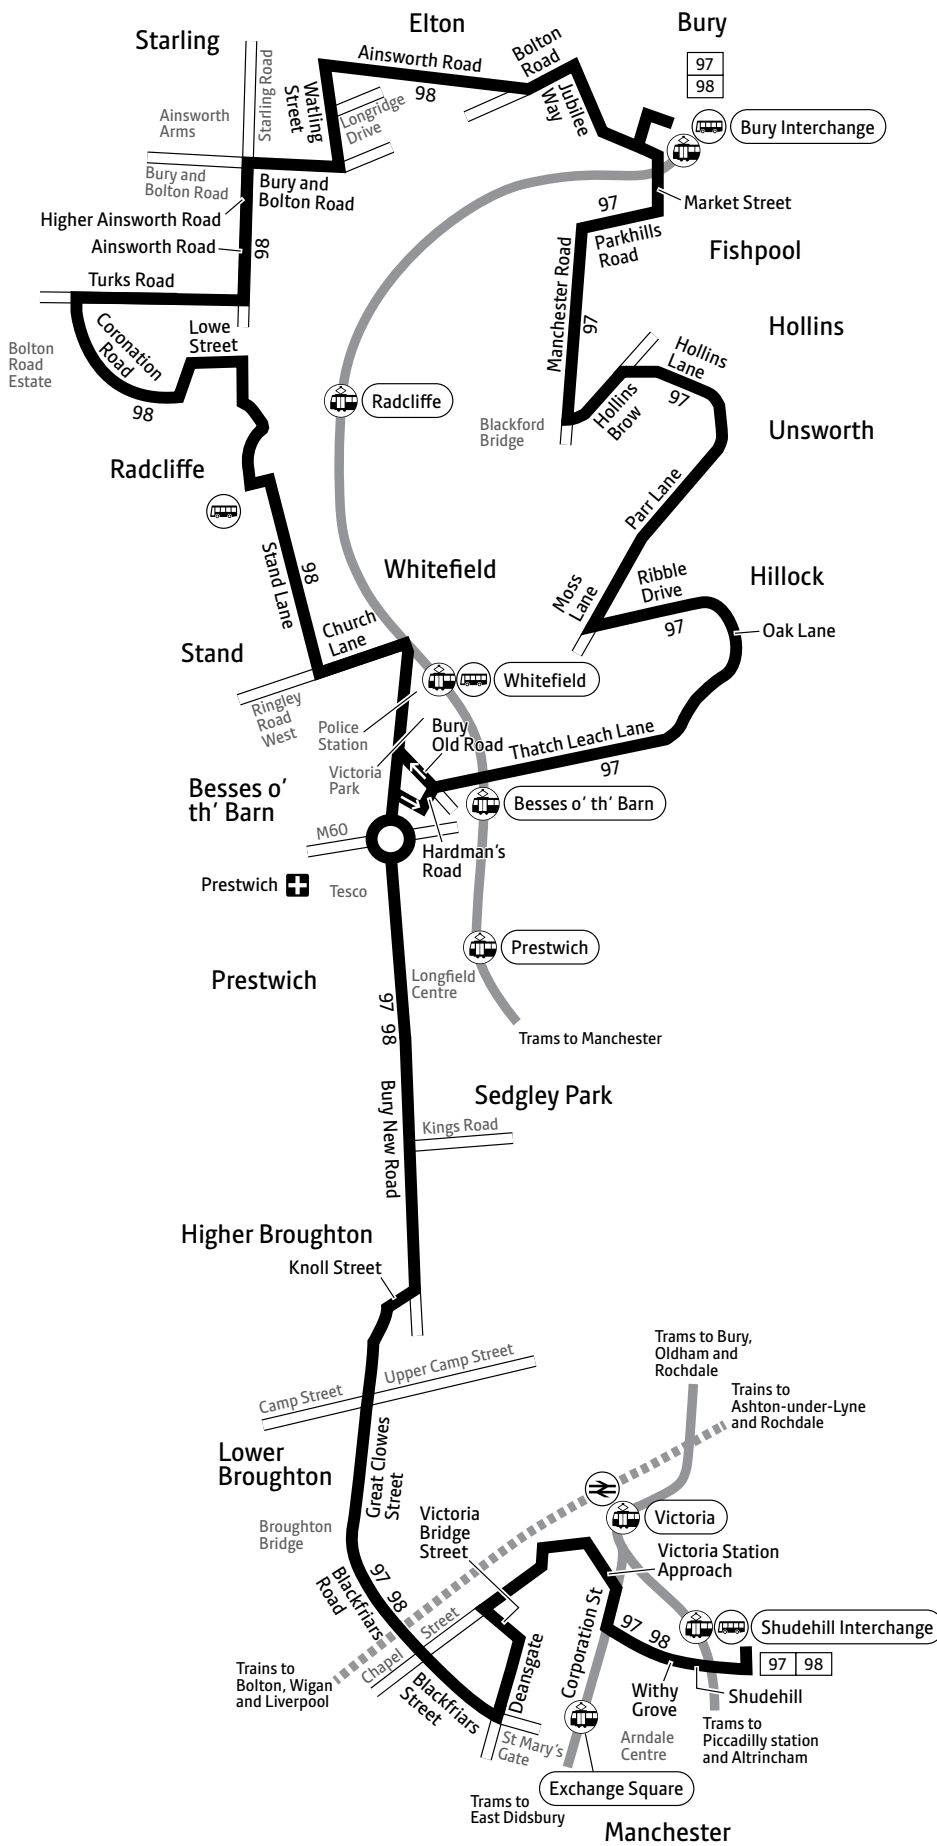 Starling
Elton
Bury
97
98
Ainsworth Road
98
Bolton
Road
Jubilee
Way
Starling Road
Watling
Street
Longridge
Drive
Ainsworth
Arms
Bury Interchange
Bury and
Bolton Road
Bury and
Bolton Road
Higher Ainsworth Road
Ainsworth Road
98
Market Street
97
Parkhills
Road
Fishpool
Manchester Road
97
Turks Road
Coronation
Road
Lowe
Street
Bolton
Road
Estate
98
Hollins
Hollins
Lane
97
Hollins
Brow
Radcliffe
Blackford
Bridge
Unsworth
Radcliffe
Parr Lane
Whitefield
Stand Lane
98
Moss
Lane
Ribble
Drive
97
Hillock
Oak Lane
Church
Lane
Stand
Whitefield
Ringley
Road
West
Police
Station
Bury
Old Road
Thatch Leach Lane
97
Victoria
Park
Besses o'
th' Barn
Besses o' th' Barn
M60
Hardman's
Road
Prestwich
Tesco
Prestwich
Prestwich
Longfield
Centre
97 98
Trams to Manchester
Bury New Road
Sedgley Park
Kings Road
Higher Broughton
Knoll Street
Trams to Bury,
Oldham and
Rochdale
Camp Street
Upper Camp Street
Trains to
Ashton-under-Lyne
and Rochdale
Lower
Broughton
Great Clowes
Street
Victoria
Bridge
Street
Victoria
Broughton
Bridge
Victoria Station
Approach
97 98
Blackfriars
Road
Chapel Street
Corporation St
97 98
Shudehill Interchange
97 98
Trains to
Bolton, Wigan
and Liverpool
Blackfriars
Street
Deansgate
Withy
Grove
Shudehill
St Mary's
Gate
Arndale
Centre
Trams to
Piccadilly station
and Altrincham
Exchange Square
Trams to
East Didsbury
Manchester